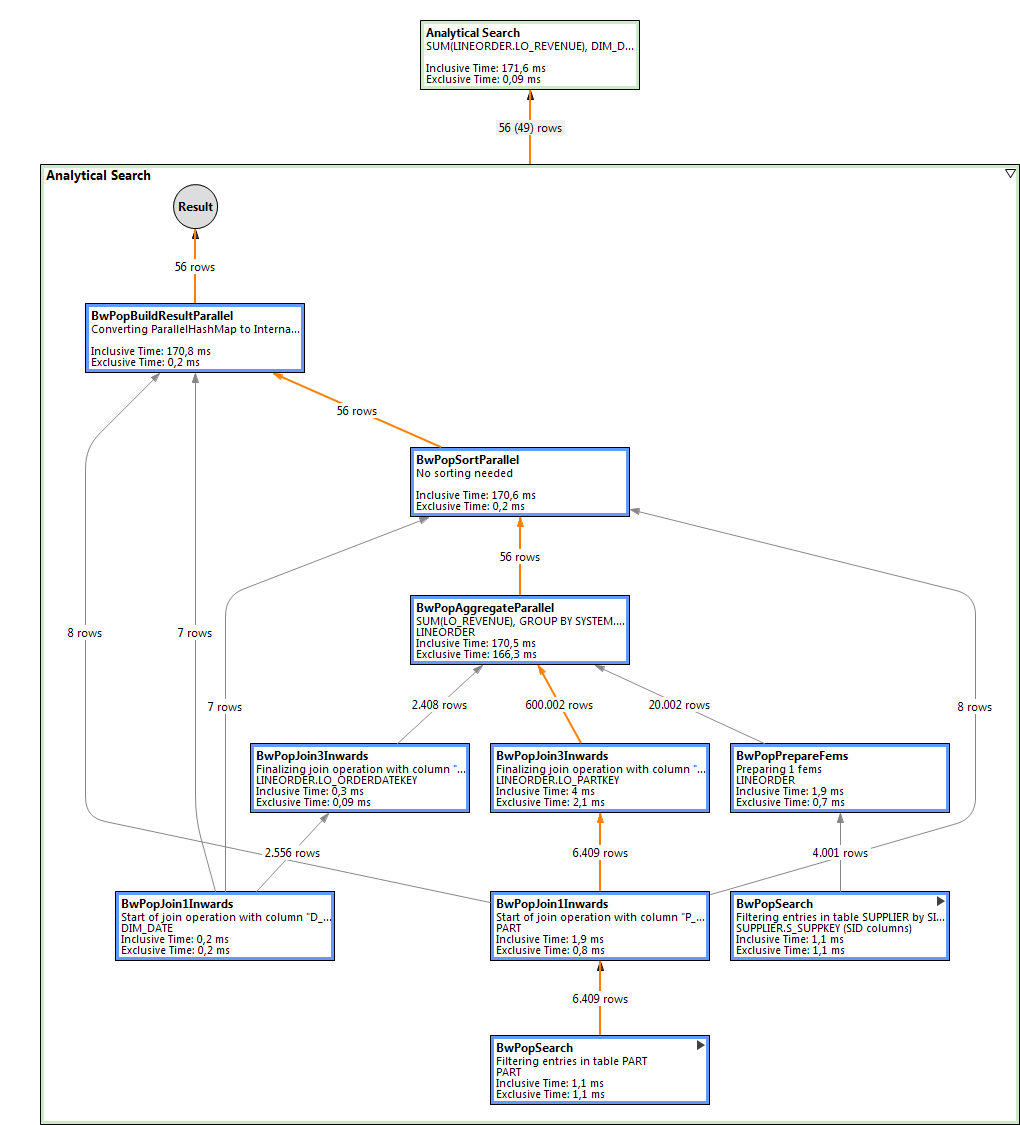 Analytical Search
SUM(LINEORDER.LO_REVENUE), DIM_D...
Inclusive Time: 171,6 ms
Exclusive Time: 0,09 ms
56 (49) rows
Analytical Search
Result
56 rows
BwPopBuildResultParallel
Converting ParallelHashMap to Interna...
Inclusive Time: 170,8 ms
Exclusive Time: 0,2 ms
56 rows
BwPopSortParallel
No sorting needed
Inclusive Time: 170,6 ms
Exclusive Time: 0,2 ms
56 rows
BwPopAggregateParallel
SUM(LO_REVENUE), GROUP BY SYSTEM....
LINEORDER
Inclusive Time: 170,5 ms
Exclusive Time: 166,3 ms
8 rows
7 rows
7 rows
2.408 rows
600.002 rows
20.002 rows
8 rows
BwPopJoin3Inwards
Finalizing join operation with column "...
LINEORDER.LO_ORDERDATEKEY
Inclusive Time: 0,3 ms
Exclusive Time: 0,09 ms
BwPopJoin3Inwards
Finalizing join operation with column "...
LINEORDER.LO_PARTKEY
Inclusive Time: 4 ms
Exclusive Time: 2,1 ms
BwPopPrepareFems
Preparing 1 fems
LINEORDER
Inclusive Time: 1,9 ms
Exclusive Time: 0,7 ms
2.556 rows
6.409 rows
4.001 rows
BwPopJoin1Inwards
Start of join operation with column "D_...
DIM_DATE
Inclusive Time: 0,2 ms
Exclusive Time: 0,2 ms
BwPopJoin1Inwards
Start of join operation with column "P_...
PART
Inclusive Time: 1,9 ms
Exclusive Time: 0,8 ms
BwPopSearch
Filtering entries in table SUPPLIER by SI...
SUPPLIER.S_SUPPKEY (SID columns)
Inclusive Time: 1,1 ms
Exclusive Time: 1,1 ms
6.409 rows
BwPopSearch
Filtering entries in table PART
PART
Inclusive Time: 1,1 ms
Exclusive Time: 1,1 ms